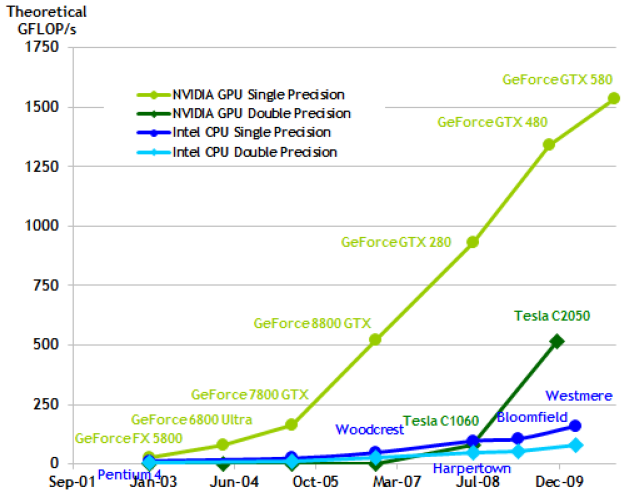 Theoretical
GFLOP/s
1750
1500
1250
1000
750
500
250
0
NVIDIA GPU Single Precision
NVIDIA GPU Double Precision
Intel CPU Single Precision
Intel CPU Double Precision
GeForce GTX 580
GeForce GTX 480
GeForce GTX 280
GeForce 8800 GTX
Tesla C2050
GeForce 7800 GTX
Westmere
GeForce 6800 Ultra
Woodcrest
Tesla C1060
Bloomfield
GeForce FX 5800
Pentium 4
Harpertown
Sep-01
Jan-03
Jun-04
Oct-05
Mar-07
Jul-08
Dec-09